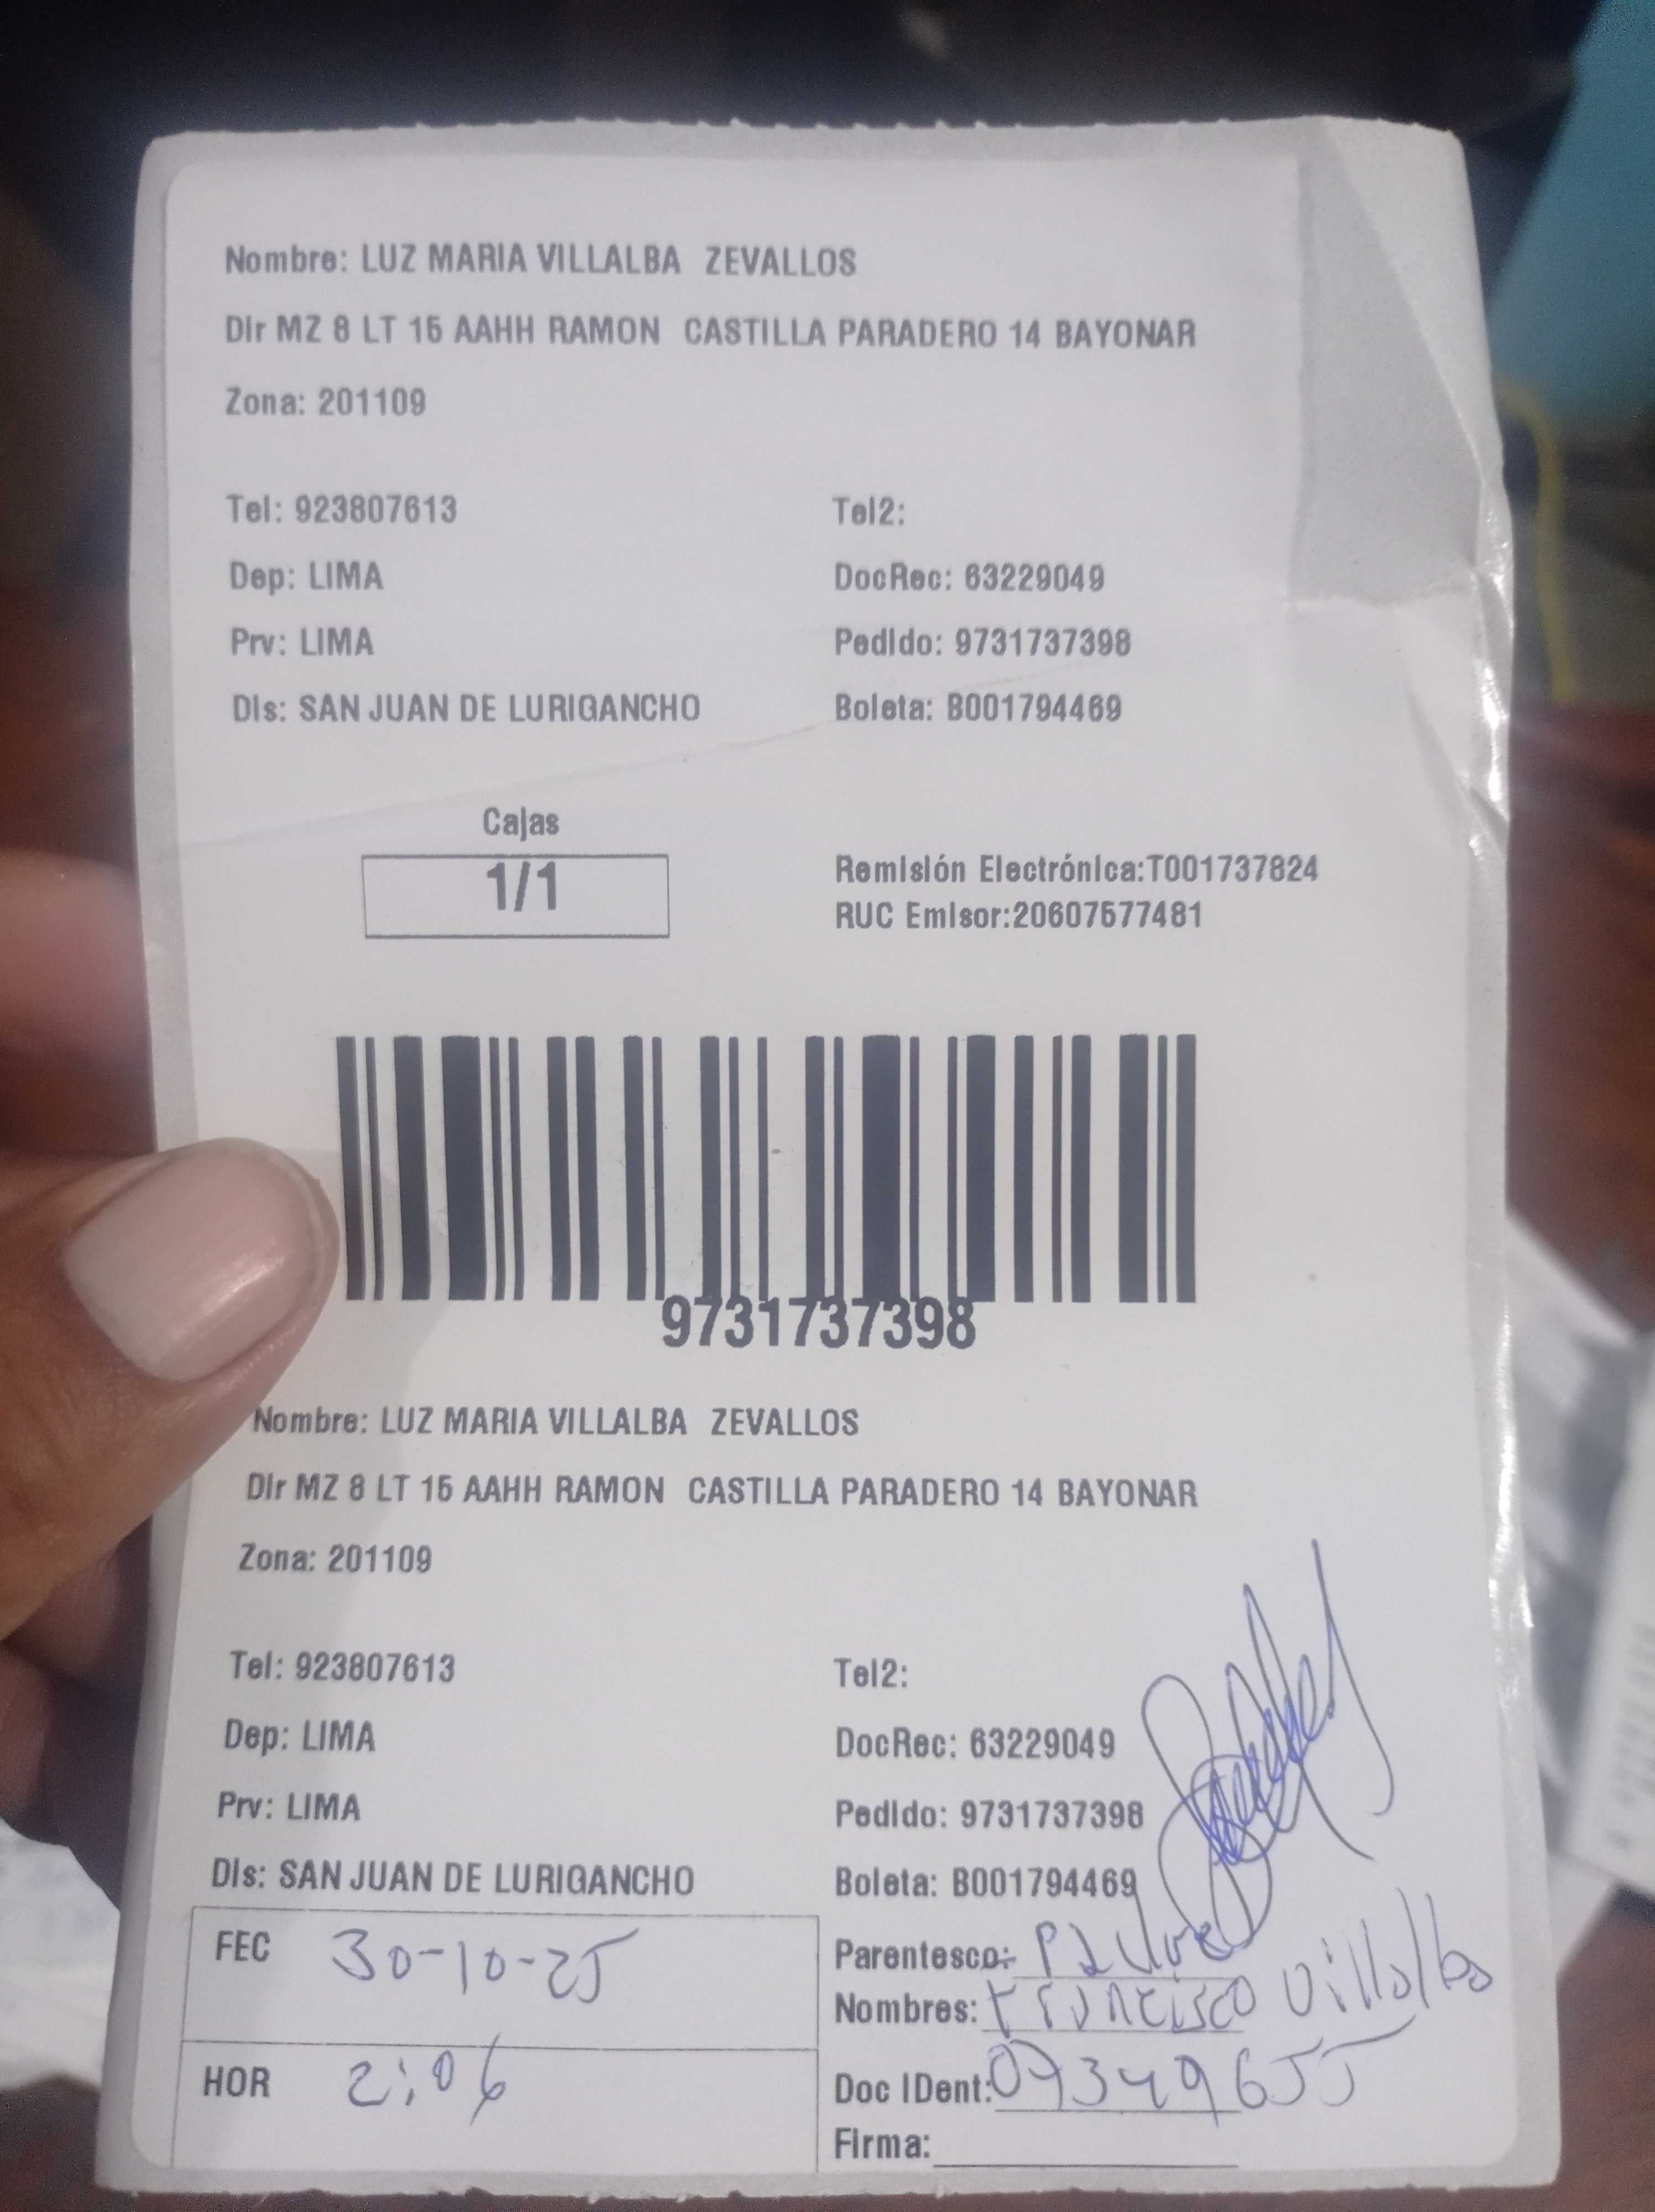 Nombre: LUZ MARIA VILLALBA ZEVALLOS
Dir MZ 8 LT 15 AAHH RAMON CASTILLA PARADERO 14 BAYONAR
Zona: 201109
Tel: 923807613 Tel2:
Dep: LIMA DocRec: 63229049
Prv: LIMA Pedido: 9731737398
Dis: SAN JUAN DE LURIGANCHO Boleta: B001794469
Cajas
1/1
Remisión Electrónica:T001737824
RUC Emisor:20607577481
9731737398
Nombre: LUZ MARIA VILLALBA ZEVALLOS
Dir MZ 8 LT 15 AAHH RAMON CASTILLA PARADERO 14 BAYONAR
Zona: 201109
Tel: 923807613 Tel2:
Dep: LIMA DocRec: 63229049
Prv: LIMA Pedido: 9731737398
Dis: SAN JUAN DE LURIGANCHO Boleta: B001794469
FEC 30-10-25
Parentesco:
Nombres: Francisco Villalba
HOR 2:06
Doc IDent: 09349655
Firma: